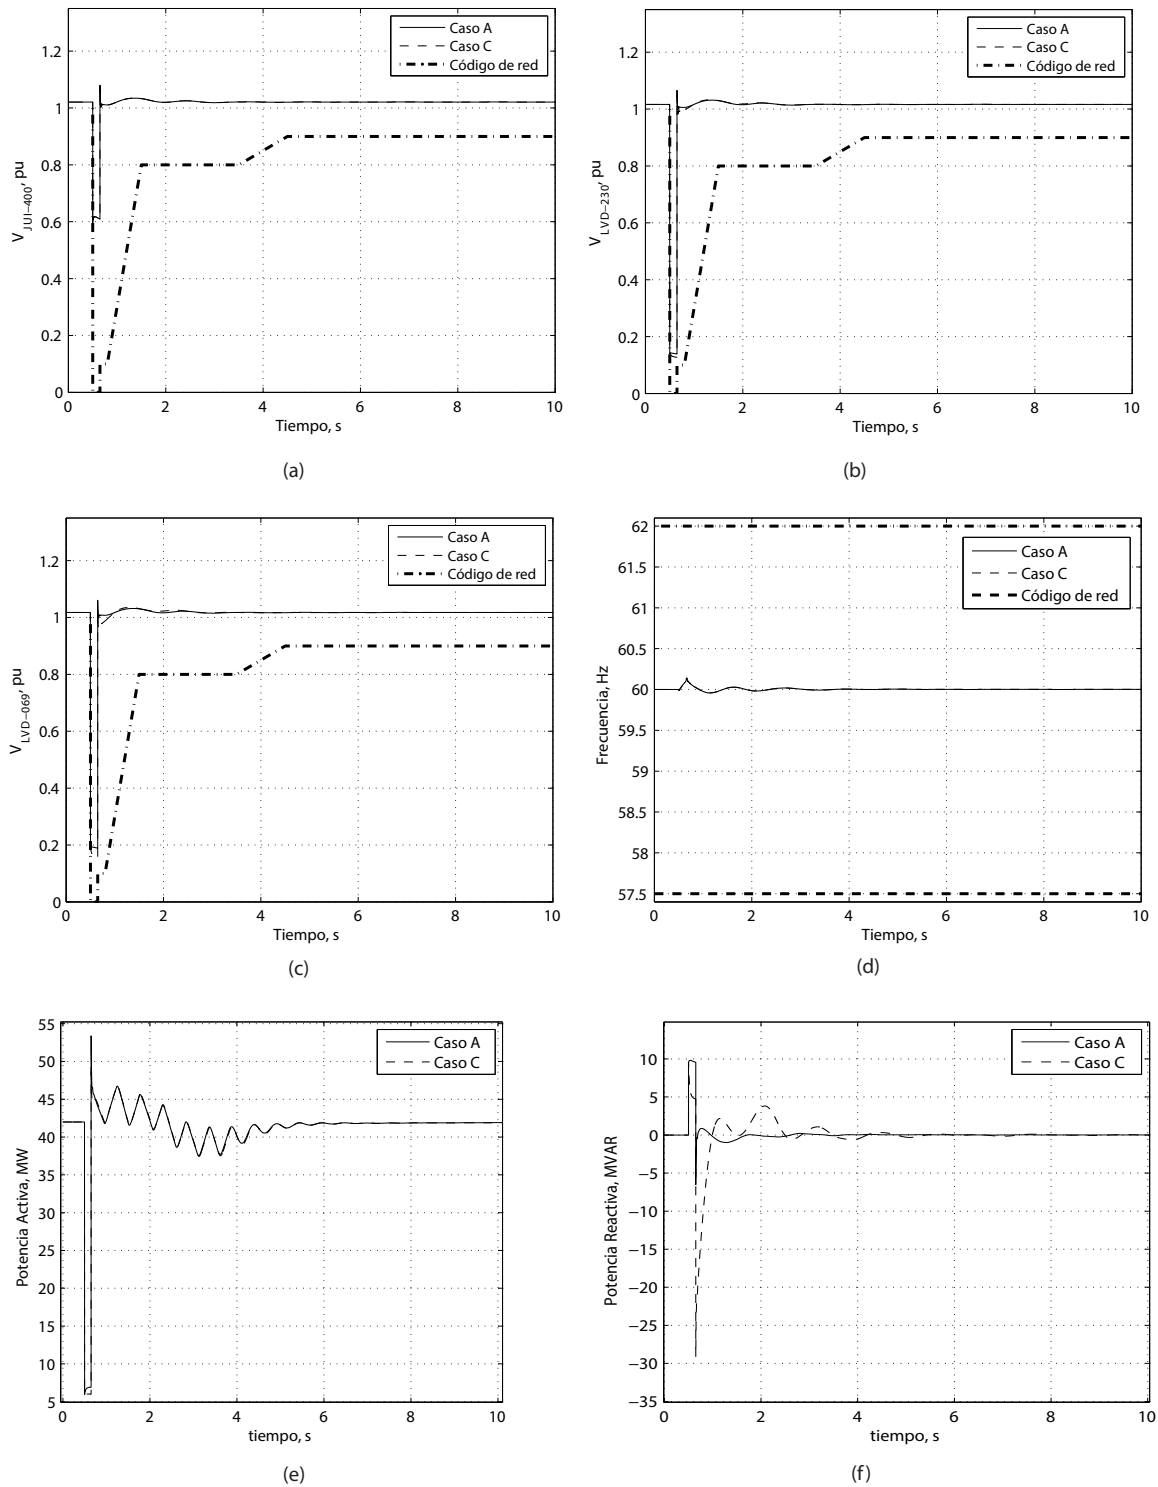 Caso A
Caso C
Código de red
1.2
1
0.8
0.6
0.4
0.2
0
V JUI−400, pu
0 2 4 6 8 10
Tiempo, s
(a)
Caso A
Caso C
Código de red
1.2
1
0.8
0.6
0.4
0.2
0
V LVD−230, pu
0 2 4 6 8 10
Tiempo, s
(b)
Caso A
Caso C
Código de red
1.2
1
0.8
0.6
0.4
0.2
0
V LVD−069, pu
0 2 4 6 8 10
Tiempo, s
(c)
62
61.5
61
60.5
60
59.5
59
58.5
58
57.5
Caso A
Caso C
Código de red
Frecuencia, Hz
0 2 4 6 8 10
Tiempo, s
(d)
55
50
45
40
35
30
25
20
15
10
5
Caso A
Caso C
Potencia Activa, MW
0 2 4 6 8 10
tiempo, s
(e)
10
5
0
−5
−10
−15
−20
−25
−30
−35
Caso A
Caso C
Potencia Reactiva, MVAR
0 2 4 6 8 10
tiempo, s
(f)